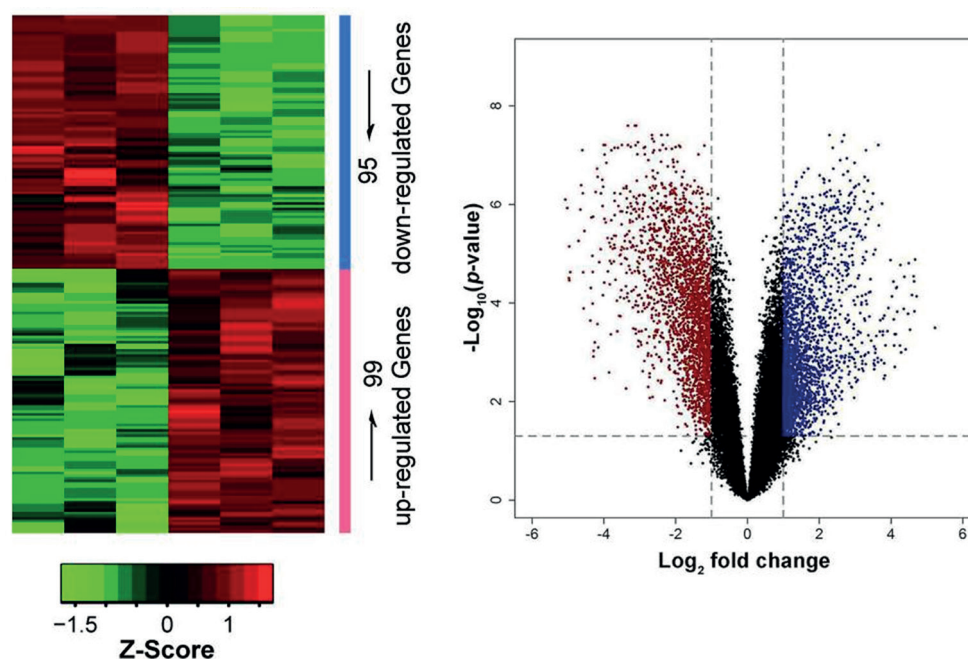 95
down-regulated Genes
99
up-regulated Genes
−1.5 0 1
Z-Score
-Log10(p-value)
8
6
4
2
0
-6 -4 -2 0 2 4 6
Log2 fold change